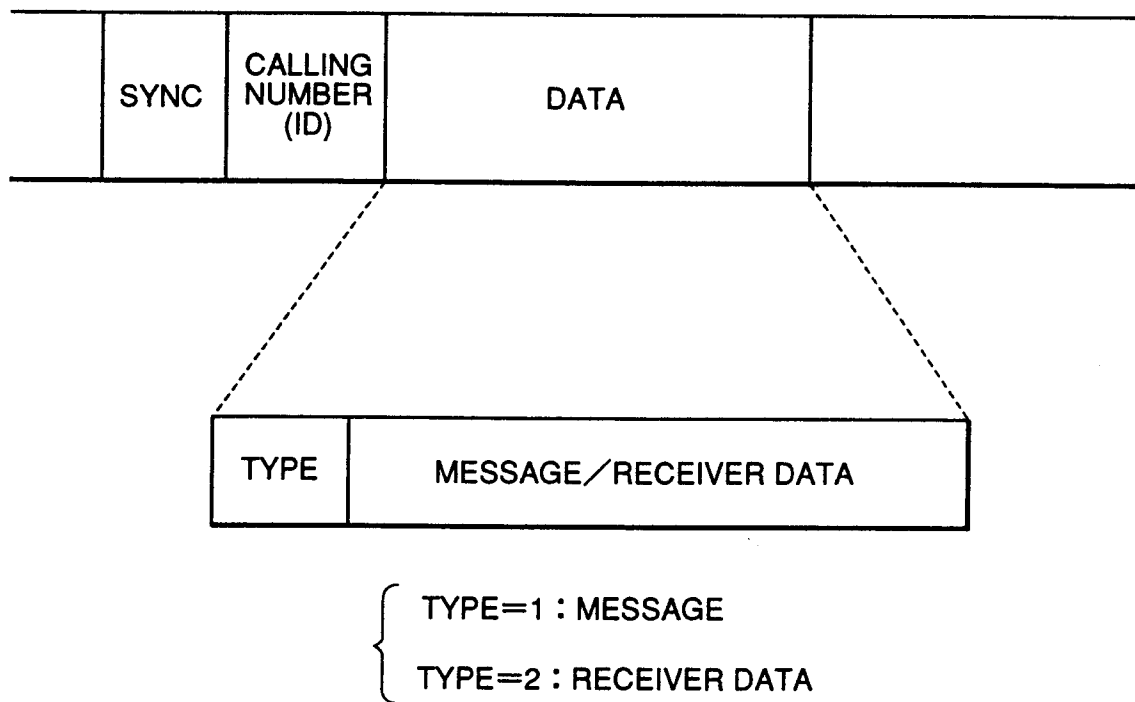 SYNC
CALLING
NUMBER
(ID)
DATA
TYPE
MESSAGE/RECEIVER DATA
TYPE=1 : MESSAGE
TYPE=2 : RECEIVER DATA